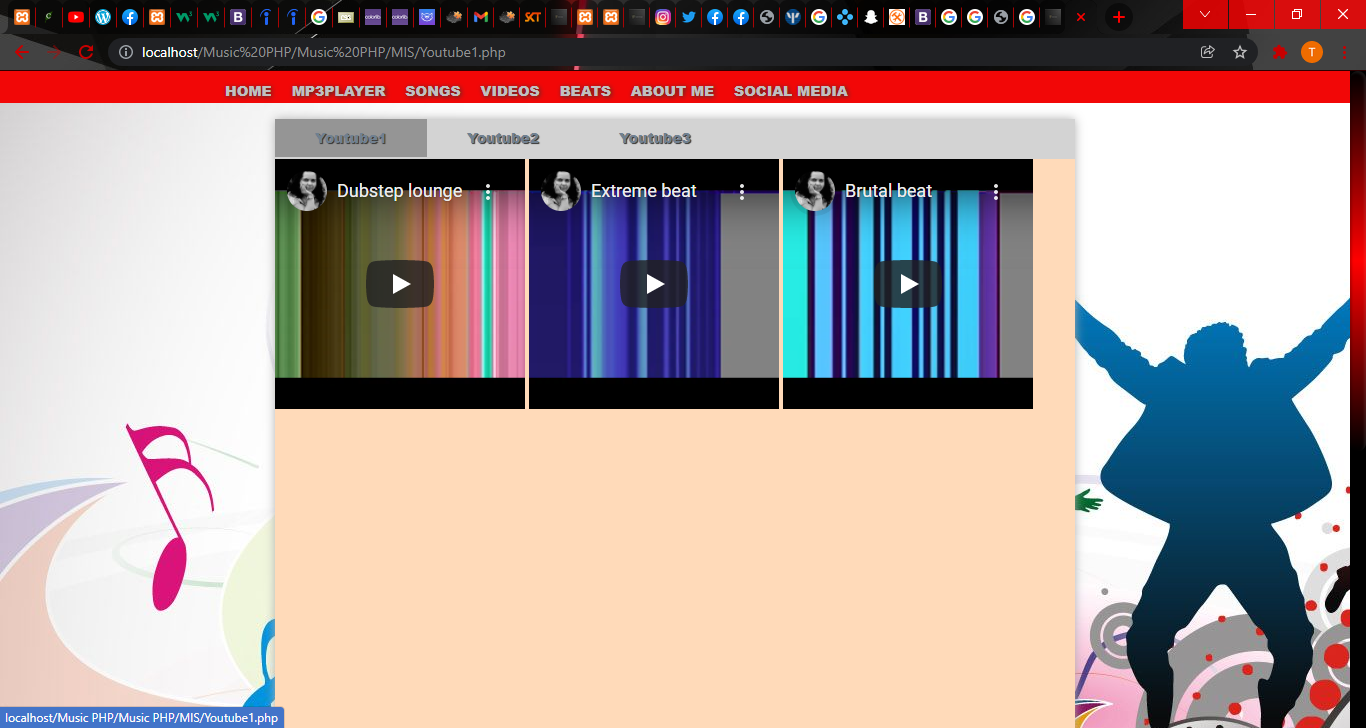 localhost/Music%20PHP/Music%20PHP/MIS/Youtube1.php
T
HOME MP3PLAYER SONGS VIDEOS BEATS ABOUT ME SOCIAL MEDIA
Youtube1 Youtube2 Youtube3
Dubstep lounge Extreme beat Brutal beat
localhost/Music PHP/Music PHP/MIS/Youtube1.php